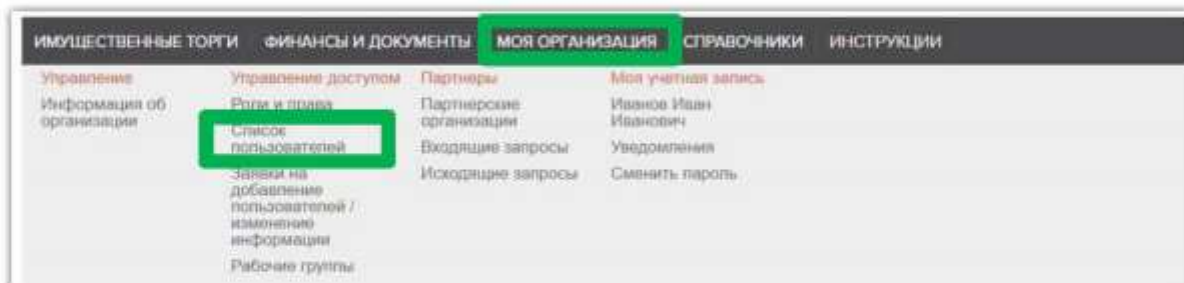 ИМУЩЕСТВЕННЫЕ ТОРГИ ФИНАНСЫ И ДОКУМЕНТЫ МОЯ ОРГАНИЗАЦИЯ СПРАВОЧНИКИ ИНСТРУКЦИИ
Управление
Информация об
организации
Управление доступом
Роли и права
Список
пользователей
Заявки на
добавление
пользователей /
изменение
информации
Рабочие группы
Партнеры
Партнерские
организации
Входящие запросы
Исходящие запросы
Моя учетная запись
Иванов Иван
Иванович
Уведомления
Сменить пароль